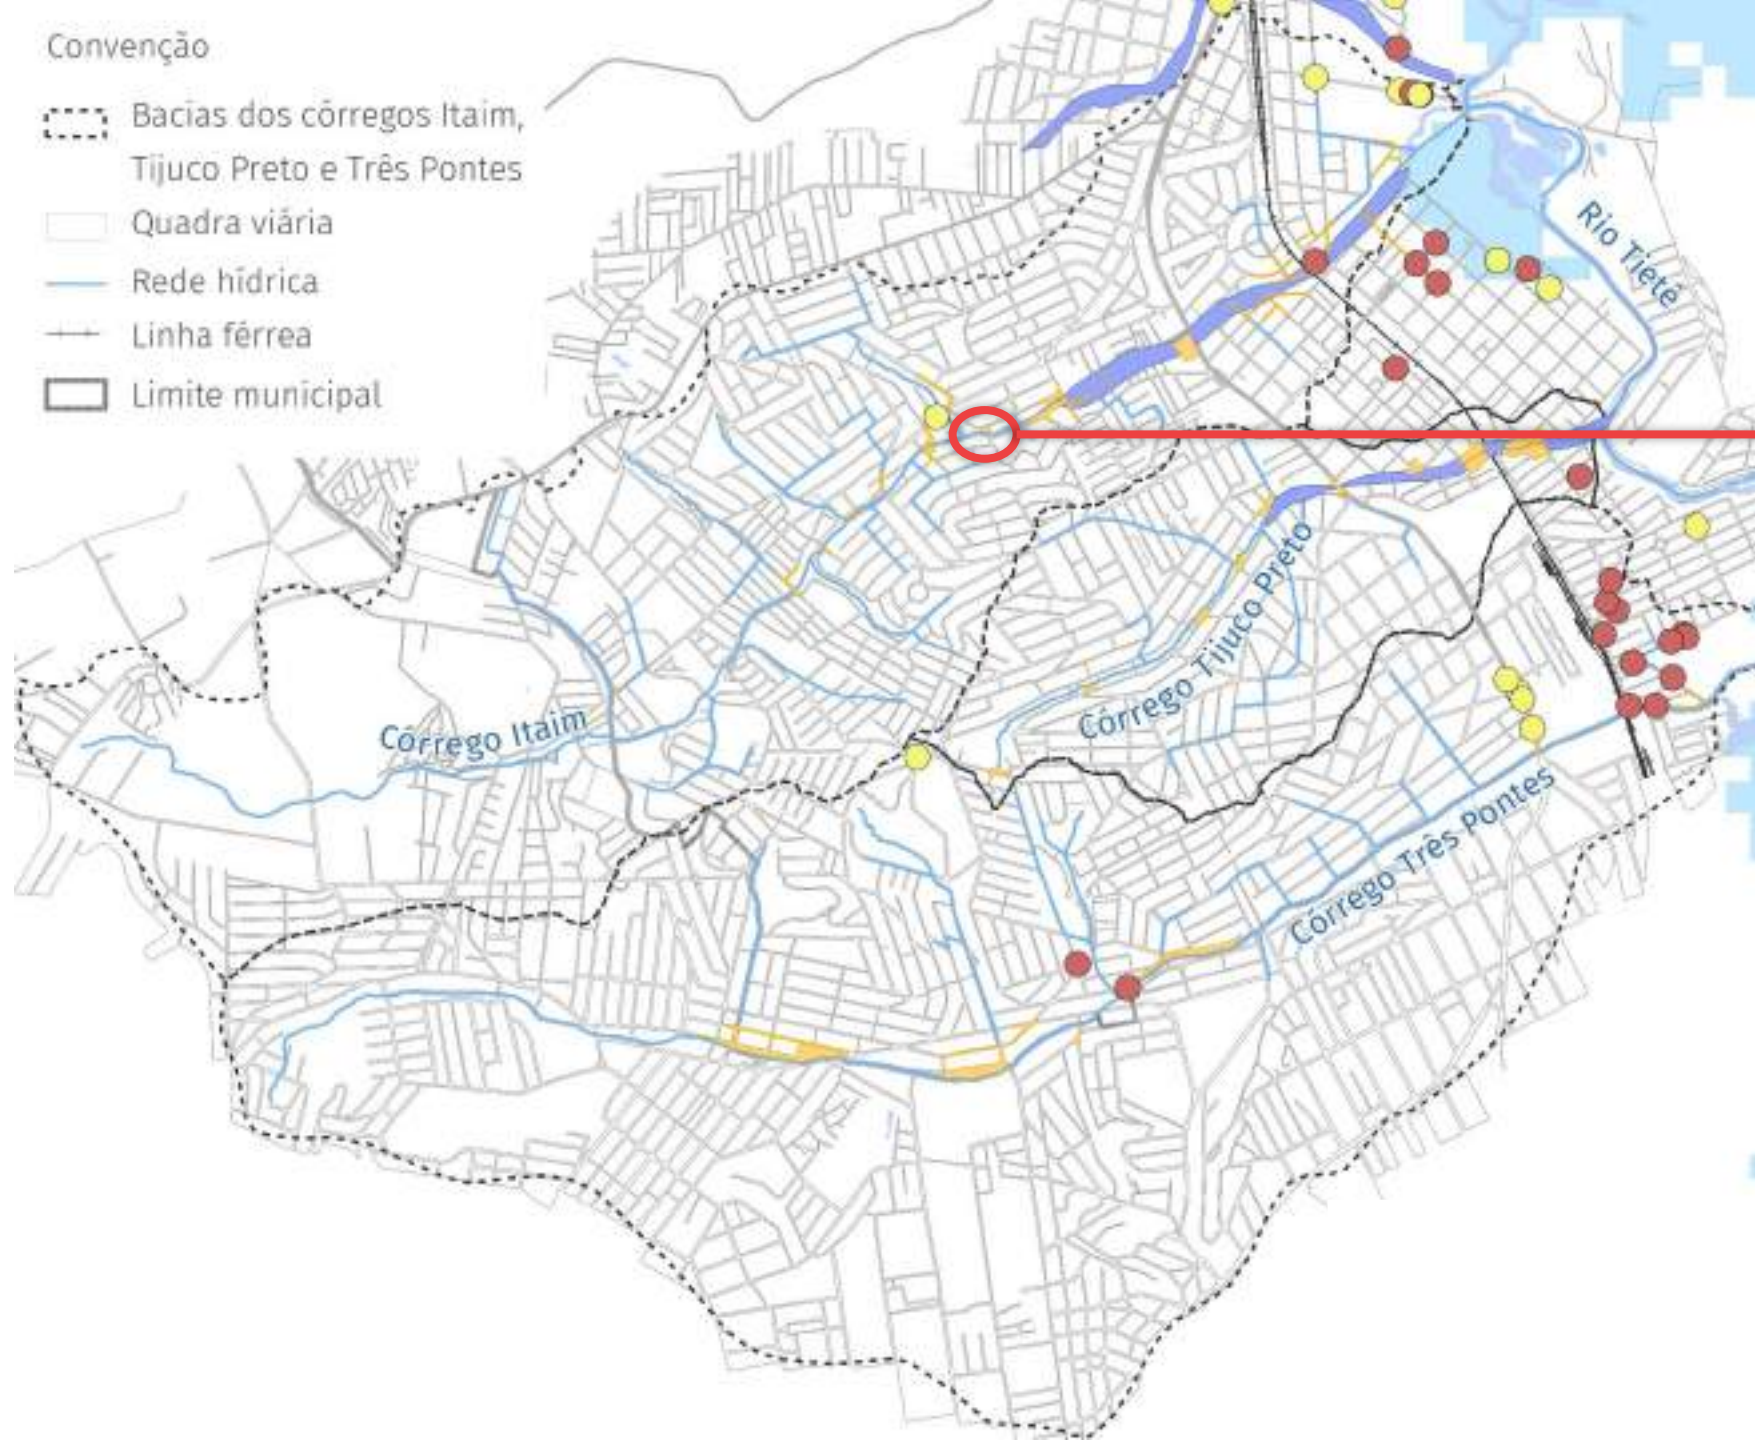 Convenção
Bacias dos córregos Itaim,
Tijuco Preto e Três Pontes
Quadra viária
Rede hídrica
Linha férrea
Limite municipal
Rio Tietê
Córrego Tijuco Preto
Córrego Itaim
Córrego Três Pontes